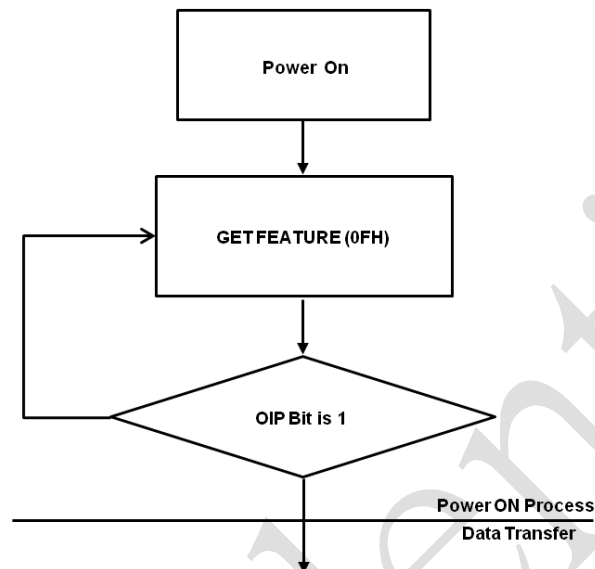 Power On
GET FEATURE (0FH)
OIP Bit is 1
Power ON Process
Data Transfer